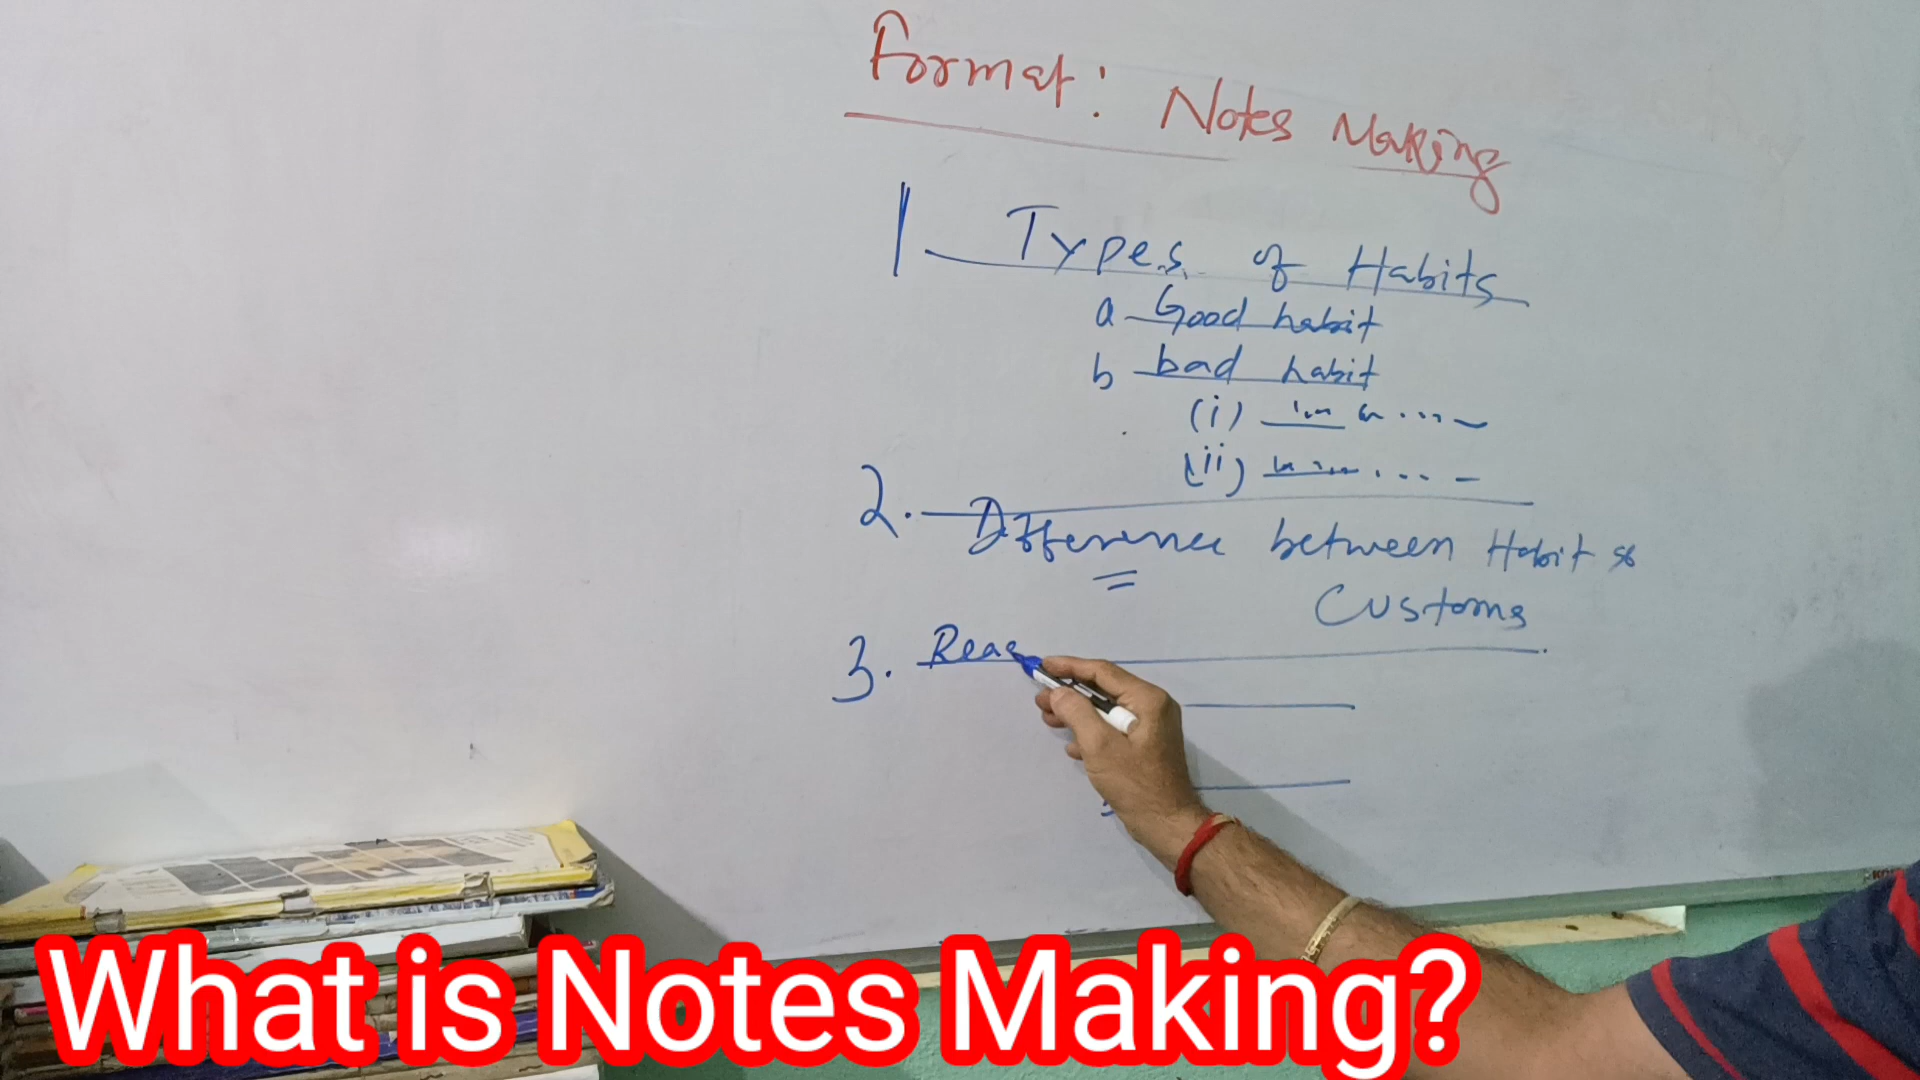 Format: Notes Making
1. Types of Habits
a Good habit
b bad habit
(i)
(ii)
2. Difference between Habit &
Customs
3. Reas
What is Notes Making?